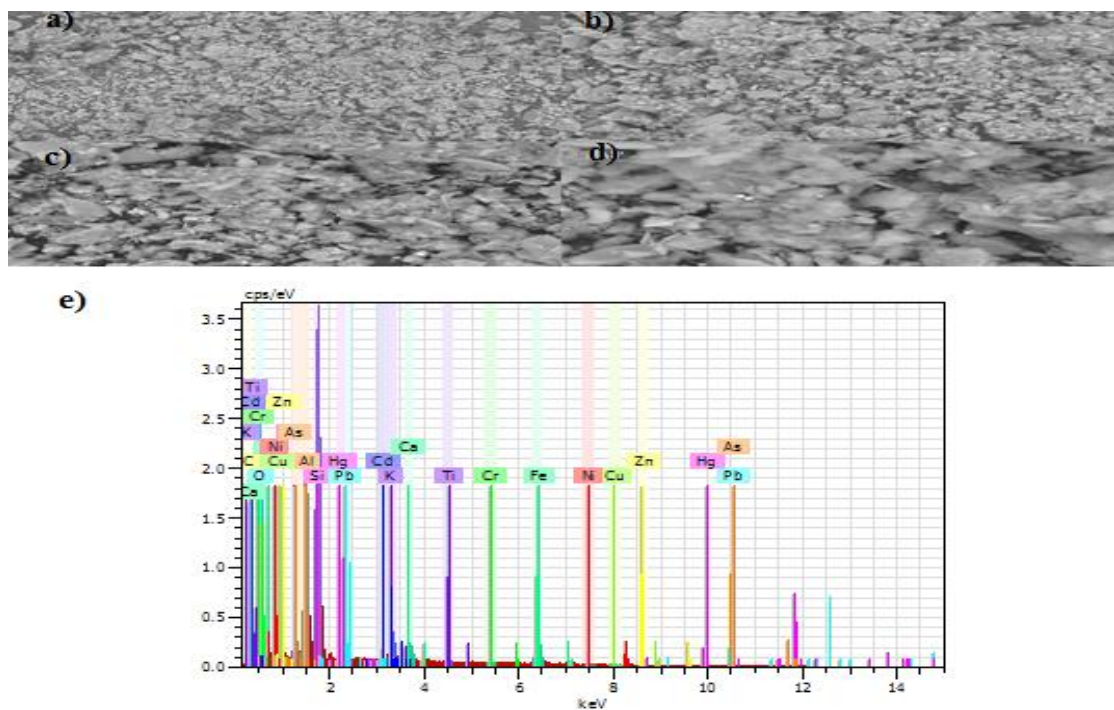 a)
b)
c)
d)
e)
cps/eV
3.5
3.0
2.5
2.0
1.5
1.0
0.5
0.0
Ti
Cd Zn
Cr
K As
Ni Ca As
C Cu Al Hg Cd Zn Hg
O Si Pb K Ti Cr Fe Ni Cu Pb
Ca
2 4 6 8 10 12 14
keV